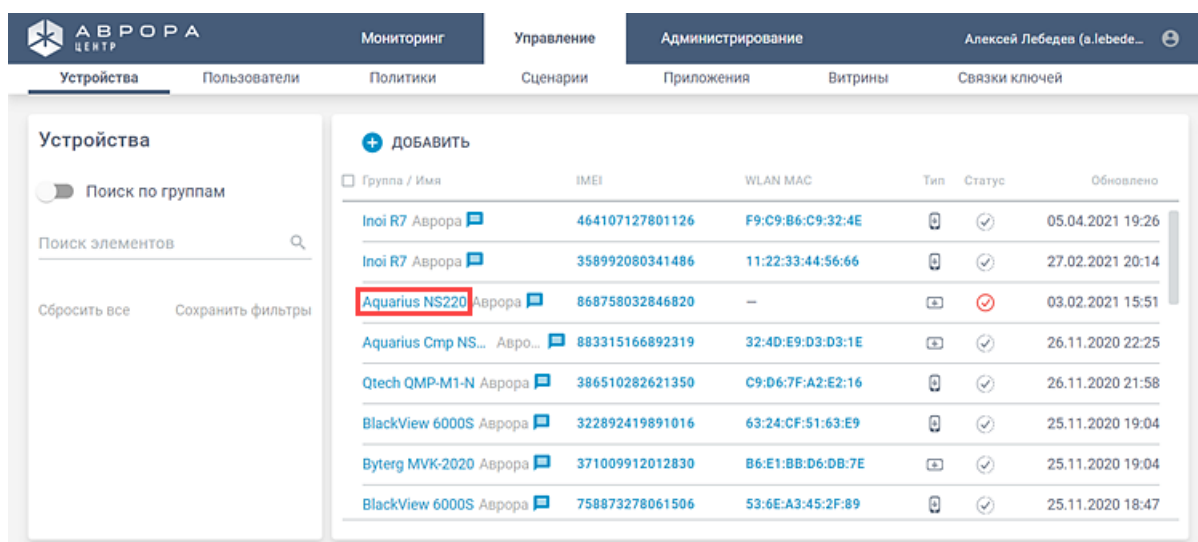 АВРОРА
ЦЕНТР
Мониторинг Управление Администрирование Алексей Лебедев (a.lebede...
Устройства Пользователи Политики Сценарии Приложения Витрины Связки ключей
Устройства
Поиск по группам
Поиск элементов
Сбросить все Сохранить фильтры
ДОБАВИТЬ
Группа / Имя IMEI WLAN MAC Тип Статус Обновлено
Inoi R7 Аврора 464107127801126 F9:C9:B6:C9:32:4E 05.04.2021 19:26
Inoi R7 Аврора 358992080341486 11:22:33:44:56:66 27.02.2021 20:14
Aquarius NS220 Аврора 868758032846820 — 03.02.2021 15:51
Aquarius Cmp NS... Авро... 883315166892319 32:4D:E9:D3:D3:1E 26.11.2020 22:25
Qtech QMP-M1-N Аврора 386510282621350 C9:D6:7F:A2:E2:16 26.11.2020 21:58
BlackView 6000S Аврора 322892419891016 63:24:CF:51:63:E9 25.11.2020 19:04
Byterg MVK-2020 Аврора 371009912012830 B6:E1:BB:D6:DB:7E 25.11.2020 19:04
BlackView 6000S Аврора 758873278061506 53:6E:A3:45:2F:89 25.11.2020 18:47